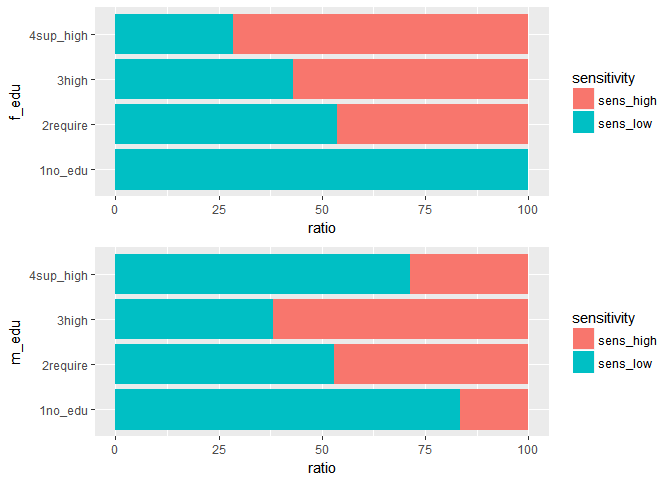 f_edu
4sup_high
3high
2require
1no_edu
0 25 50 75 100
ratio
sensitivity
sens_high
sens_low
m_edu
4sup_high
3high
2require
1no_edu
0 25 50 75 100
ratio
sensitivity
sens_high
sens_low